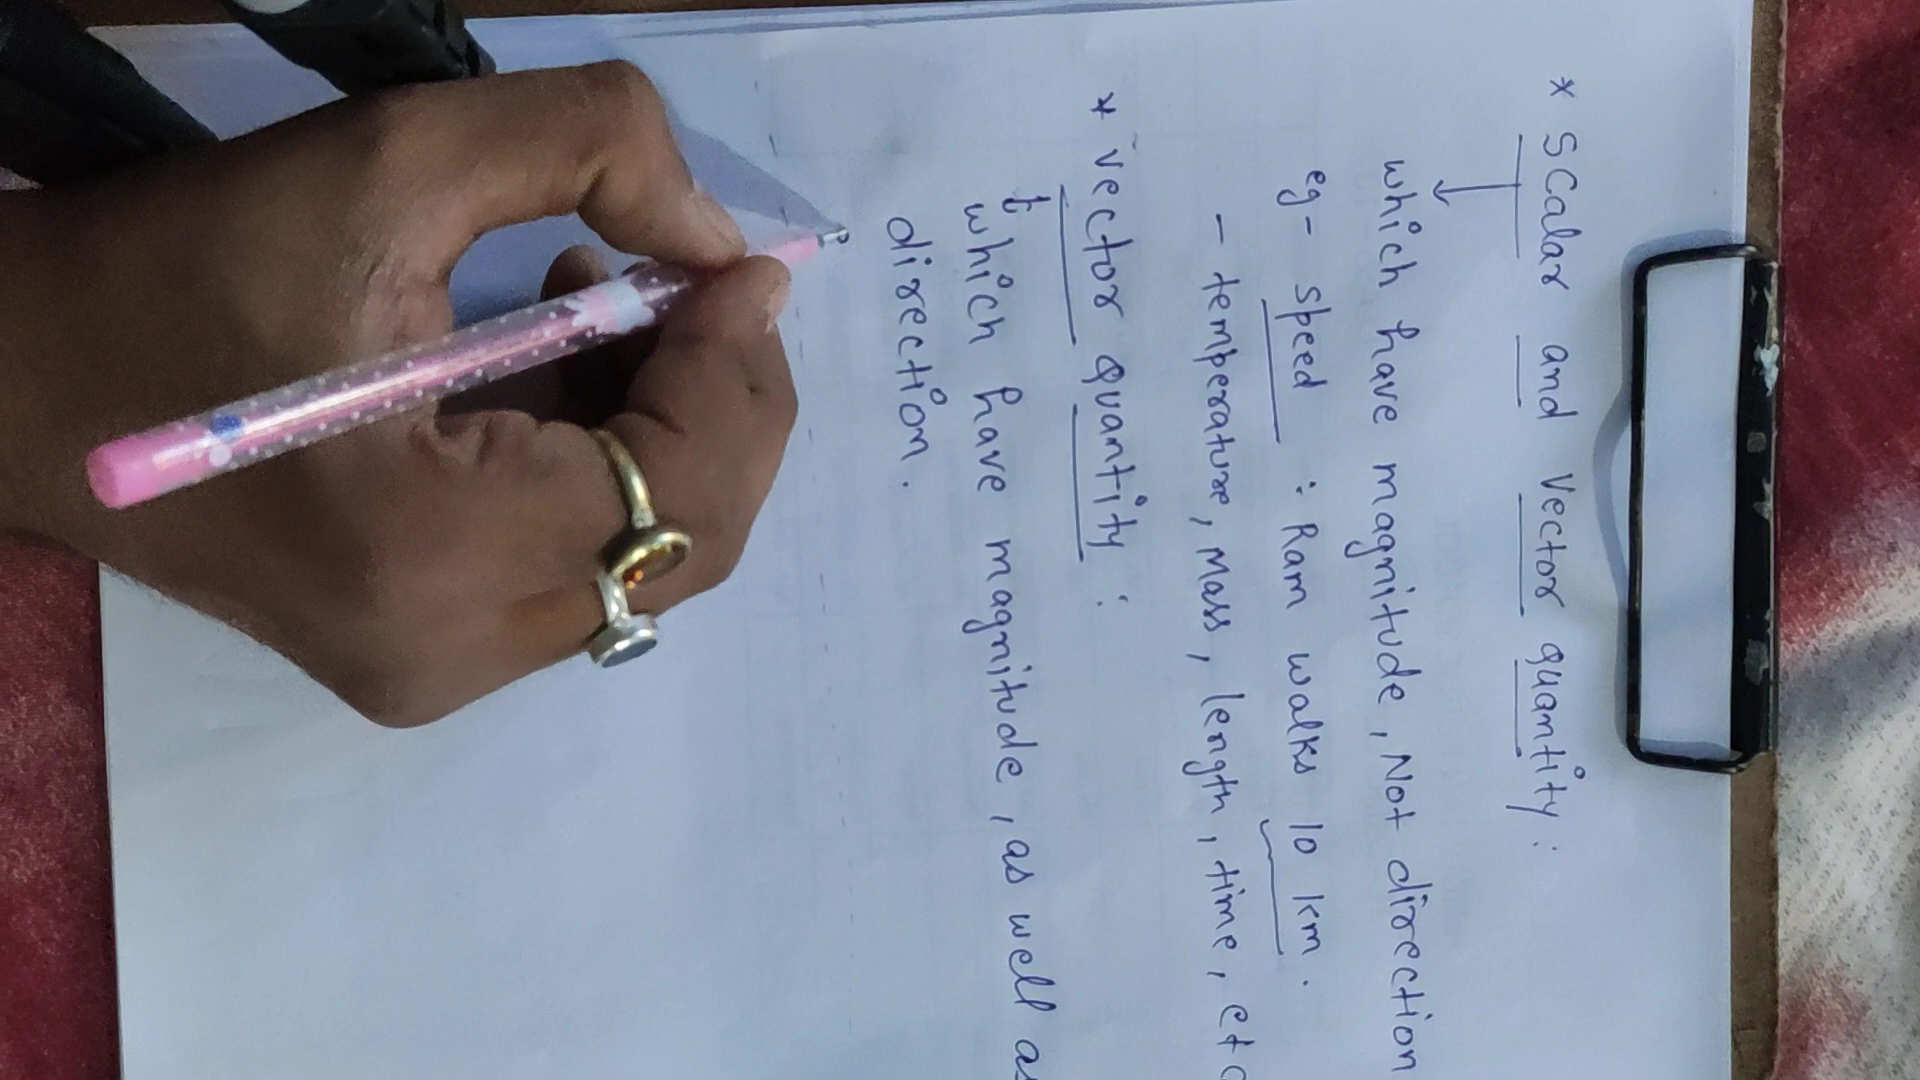 * Scalar and Vector quantity :
which have magnitude, Not direction
eg - speed : Ram walks 10 km .
- temperature, Mass, length, time, etc
* vector quantity :
which have magnitude, as well as
direction .